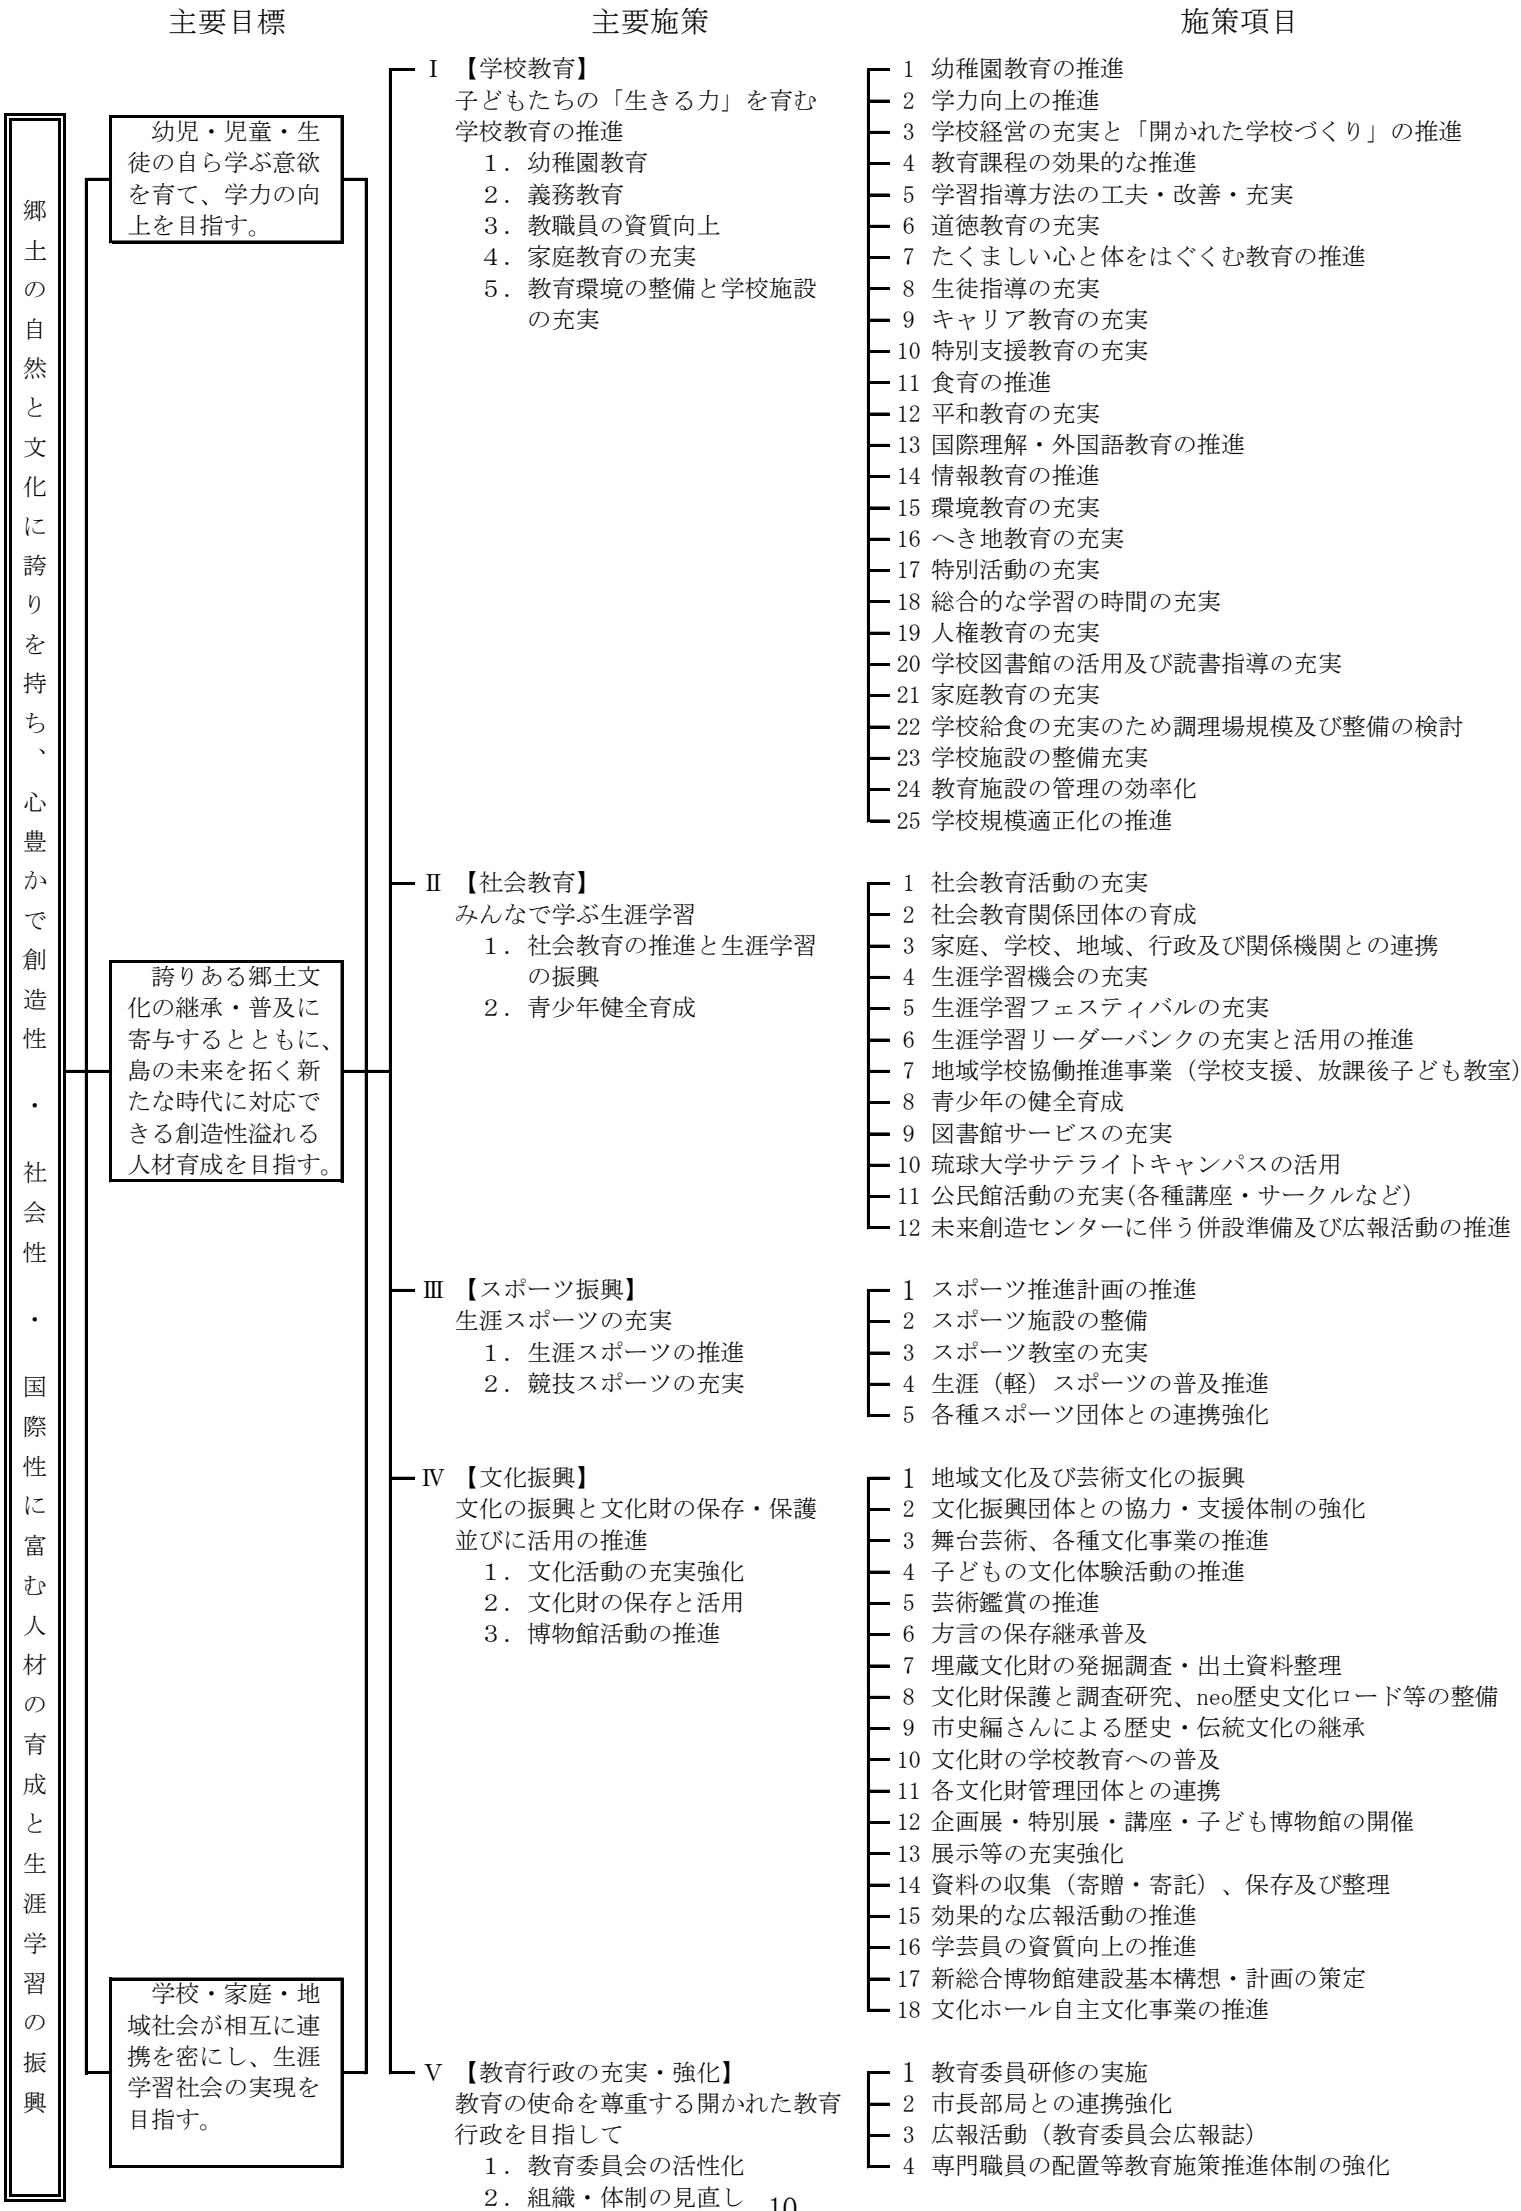 主要目標
主要施策
施策項目
郷土の自然と文化に誇りを持ち、心豊かで創造性・社会性・国際性に富む人材の育成と生涯学習の振興
幼児・児童・生
徒の自ら学ぶ意欲
を育て、学力の向
上を目指す。
誇りある郷土文
化の継承・普及に
寄与するとともに、
島の未来を拓く新
たな時代に対応で
きる創造性溢れる
人材育成を目指す。
学校・家庭・地
域社会が相互に連
携を密にし、生涯
学習社会の実現を
目指す。
Ⅰ 【学校教育】
子どもたちの「生きる力」を育む
学校教育の推進
１．幼稚園教育
２．義務教育
３．教職員の資質向上
４．家庭教育の充実
５．教育環境の整備と学校施設
の充実
1 幼稚園教育の推進
2 学力向上の推進
3 学校経営の充実と「開かれた学校づくり」の推進
4 教育課程の効果的な推進
5 学習指導方法の工夫・改善・充実
6 道徳教育の充実
7 たくましい心と体をはぐくむ教育の推進
8 生徒指導の充実
9 キャリア教育の充実
10 特別支援教育の充実
11 食育の推進
12 平和教育の充実
13 国際理解・外国語教育の推進
14 情報教育の推進
15 環境教育の充実
16 へき地教育の充実
17 特別活動の充実
18 総合的な学習の時間の充実
19 人権教育の充実
20 学校図書館の活用及び読書指導の充実
21 家庭教育の充実
22 学校給食の充実のため調理場規模及び整備の検討
23 学校施設の整備充実
24 教育施設の管理の効率化
25 学校規模適正化の推進
Ⅱ 【社会教育】
みんなで学ぶ生涯学習
１．社会教育の推進と生涯学習
の振興
２．青少年健全育成
1 社会教育活動の充実
2 社会教育関係団体の育成
3 家庭、学校、地域、行政及び関係機関との連携
4 生涯学習機会の充実
5 生涯学習フェスティバルの充実
6 生涯学習リーダーバンクの充実と活用の推進
7 地域学校協働推進事業（学校支援、放課後子ども教室）
8 青少年の健全育成
9 図書館サービスの充実
10 琉球大学サテライトキャンパスの活用
11 公民館活動の充実(各種講座・サークルなど)
12 未来創造センターに伴う併設準備及び広報活動の推進
Ⅲ 【スポーツ振興】
生涯スポーツの充実
１．生涯スポーツの推進
２．競技スポーツの充実
1 スポーツ推進計画の推進
2 スポーツ施設の整備
3 スポーツ教室の充実
4 生涯（軽）スポーツの普及推進
5 各種スポーツ団体との連携強化
Ⅳ 【文化振興】
文化の振興と文化財の保存・保護
並びに活用の推進
１．文化活動の充実強化
２．文化財の保存と活用
３．博物館活動の推進
1 地域文化及び芸術文化の振興
2 文化振興団体との協力・支援体制の強化
3 舞台芸術、各種文化事業の推進
4 子どもの文化体験活動の推進
5 芸術鑑賞の推進
6 方言の保存継承普及
7 埋蔵文化財の発掘調査・出土資料整理
8 文化財保護と調査研究、neo歴史文化ロード等の整備
9 市史編さんによる歴史・伝統文化の継承
10 文化財の学校教育への普及
11 各文化財管理団体との連携
12 企画展・特別展・講座・子ども博物館の開催
13 展示等の充実強化
14 資料の収集（寄贈・寄託）、保存及び整理
15 効果的な広報活動の推進
16 学芸員の資質向上の推進
17 新総合博物館建設基本構想・計画の策定
18 文化ホール自主文化事業の推進
Ⅴ 【教育行政の充実・強化】
教育の使命を尊重する開かれた教育
行政を目指して
１．教育委員会の活性化
２．組織・体制の見直し
1 教育委員研修の実施
2 市長部局との連携強化
3 広報活動（教育委員会広報誌）
4 専門職員の配置等教育施策推進体制の強化
10